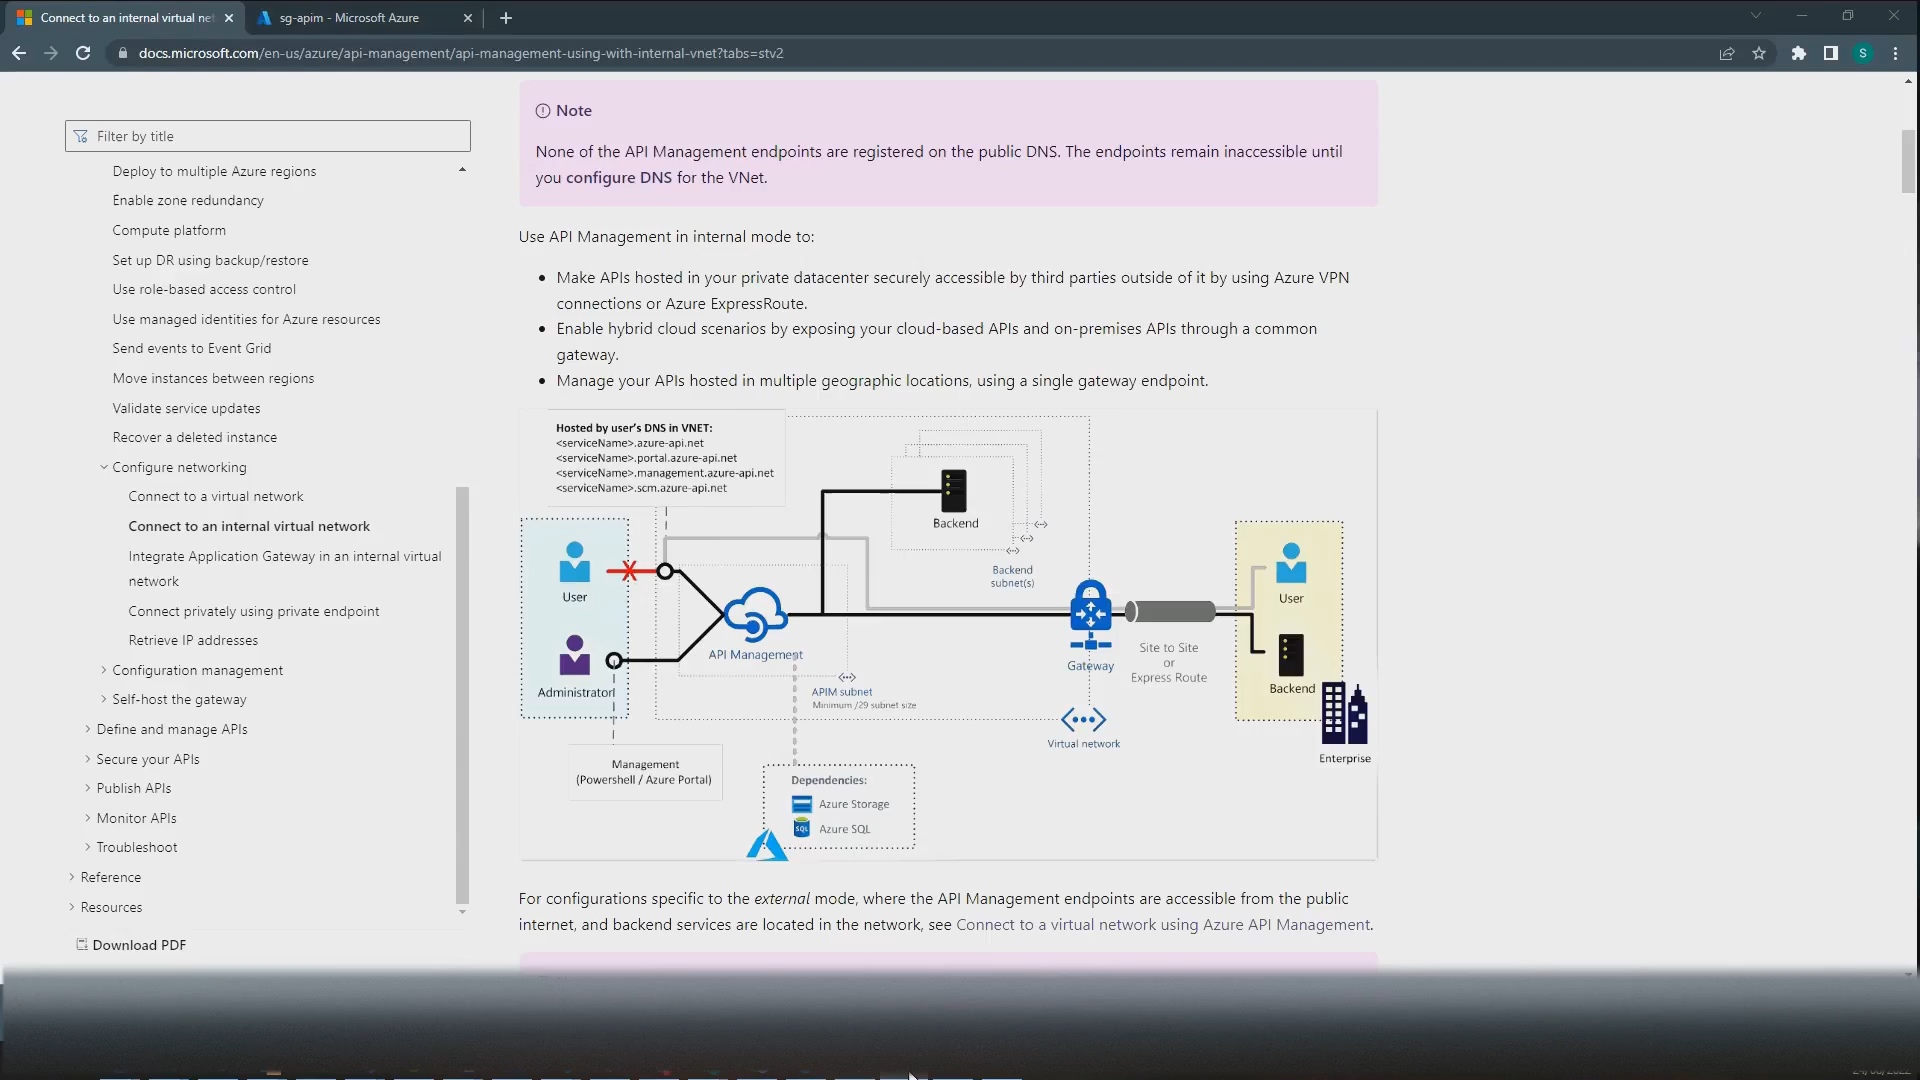 Connect to an internal virtual net
sg-apim - Microsoft Azure
docs.microsoft.com/en-us/azure/api-management/api-management-using-with-internal-vnet?tabs=stv2
S
Filter by title
Deploy to multiple Azure regions
Enable zone redundancy
Compute platform
Set up DR using backup/restore
Use role-based access control
Use managed identities for Azure resources
Send events to Event Grid
Move instances between regions
Validate service updates
Recover a deleted instance
Configure networking
Connect to a virtual network
Connect to an internal virtual network
Integrate Application Gateway in an internal virtual
network
Connect privately using private endpoint
Retrieve IP addresses
Configuration management
Self-host the gateway
Define and manage APIs
Secure your APIs
Publish APIs
Monitor APIs
Troubleshoot
Reference
Resources
Download PDF
Note
None of the API Management endpoints are registered on the public DNS. The endpoints remain inaccessible until
you configure DNS for the VNet.
Use API Management in internal mode to:
Make APIs hosted in your private datacenter securely accessible by third parties outside of it by using Azure VPN
connections or Azure ExpressRoute.
Enable hybrid cloud scenarios by exposing your cloud-based APIs and on-premises APIs through a common
gateway.
Manage your APIs hosted in multiple geographic locations, using a single gateway endpoint.
Hosted by user's DNS in VNET:
<serviceName>.azure-api.net
<serviceName>.portal.azure-api.net
<serviceName>.management.azure-api.net
<serviceName>.scm.azure-api.net
Backend
Backend
subnet(s)
User
Administrator
API Management
APIM subnet
Minimum /29 subnet size
Gateway
Site to Site
or
Express Route
User
Backend
Enterprise
Virtual network
Management
(Powershell / Azure Portal)
Dependencies:
Azure Storage
SQL
Azure SQL
For configurations specific to the external mode, where the API Management endpoints are accessible from the public
internet, and backend services are located in the network, see Connect to a virtual network using Azure API Management.